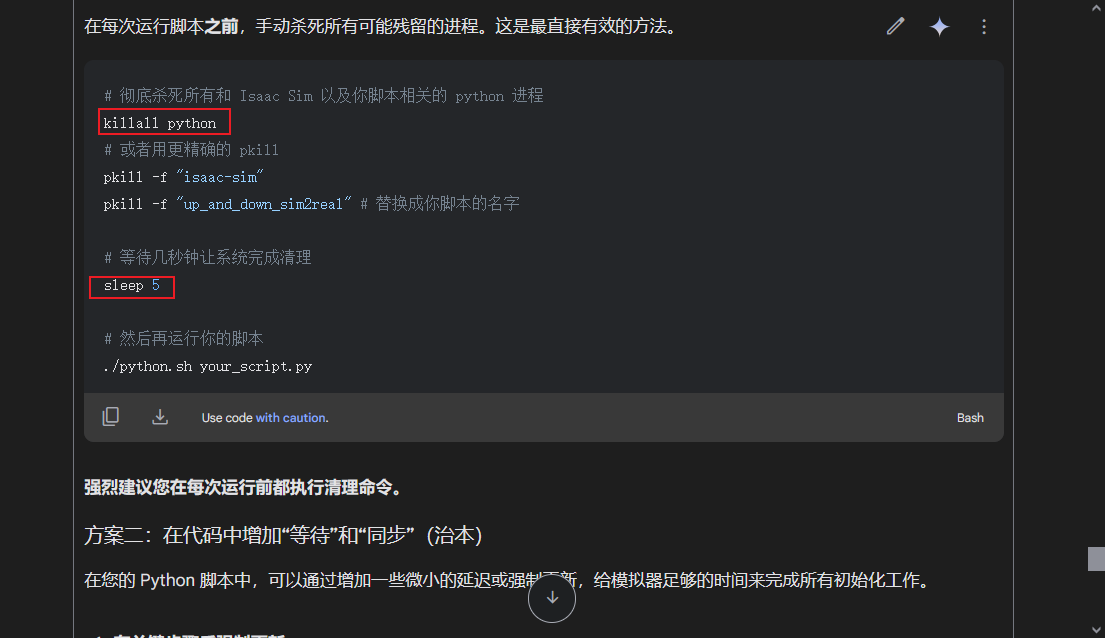 在每次运行脚本之前，手动杀死所有可能残留的进程。这是最直接有效的方法。
# 彻底杀死所有和 Isaac Sim 以及你脚本相关的 python 进程
killall python
# 或者用更精确的 pkill
pkill -f "isaac-sim"
pkill -f "up_and_down_sim2real" # 替换成你脚本的名字
# 等待几秒钟让系统完成清理
sleep 5
# 然后再运行你的脚本
./python.sh your_script.py
Use code with caution.
Bash
强烈建议您在每次运行前都执行清理命令。
方案二：在代码中增加“等待”和“同步”（治本）
在您的 Python 脚本中，可以通过增加一些微小的延迟或强制更新，给模拟器足够的时间来完成所有初始化工作。